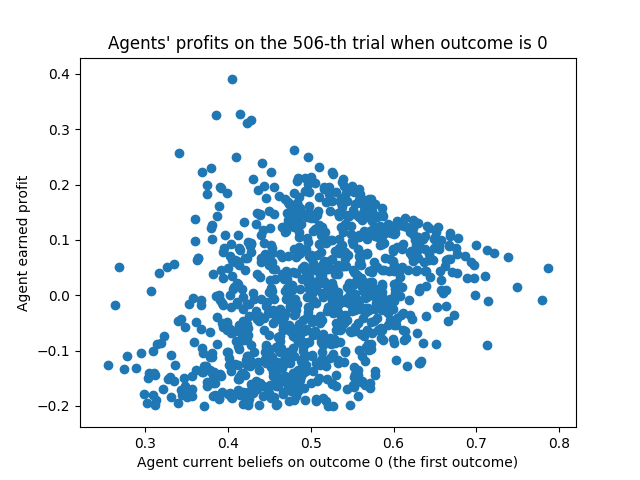 Agents' profits on the 506-th trial when outcome is 0
0.4
0.3
0.2
0.1
0.0
−0.1
−0.2
Agent earned profit
0.3 0.4 0.5 0.6 0.7 0.8
Agent current beliefs on outcome 0 (the first outcome)